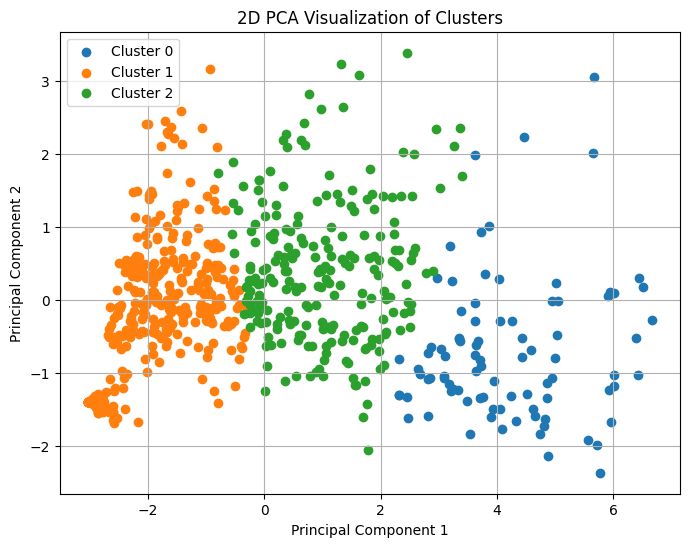 2D PCA Visualization of Clusters
Cluster 0
Cluster 1
Cluster 2
Principal Component 2
3
2
1
0
−1
−2
−2
0
2
4
6
Principal Component 1